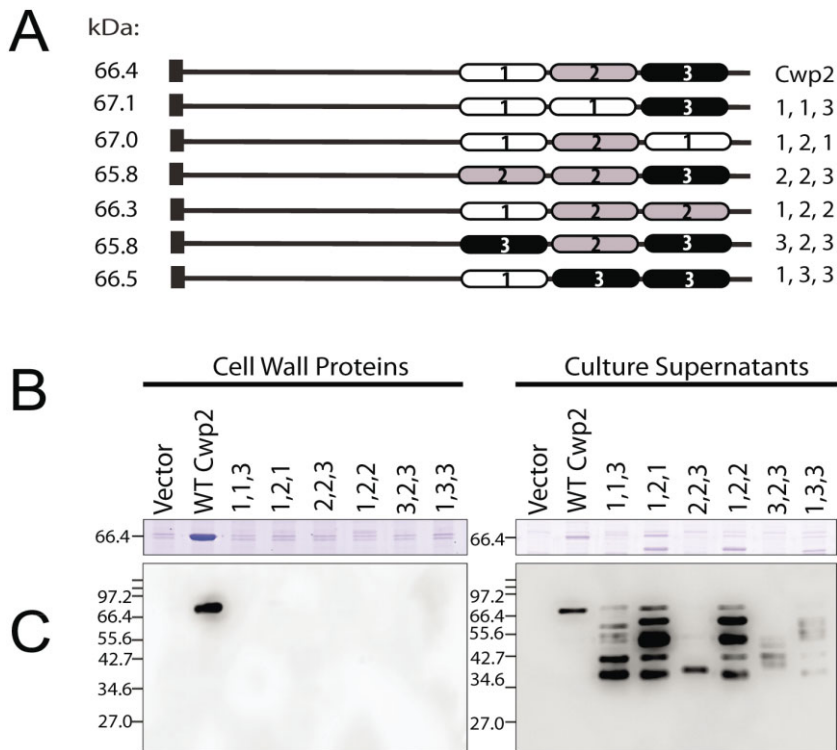 A
kDa:
66.4 1 2 3 Cwp2
67.1 1 1 3 1, 1, 3
67.0 1 2 1 1, 2, 1
65.8 2 2 3 2, 2, 3
66.3 1 2 2 1, 2, 2
65.8 3 2 3 3, 2, 3
66.5 1 3 3 1, 3, 3
B
Cell Wall Proteins Culture Supernatants
Vector WT Cwp2 1,1,3 1,2,1 2,2,3 1,2,2 3,2,3 1,3,3 Vector WT Cwp2 1,1,3 1,2,1 2,2,3 1,2,2 3,2,3 1,3,3
66.4 66.4
C
97.2 97.2
66.4 66.4
55.6 55.6
42.7 42.7
34.6 34.6
27.0 27.0